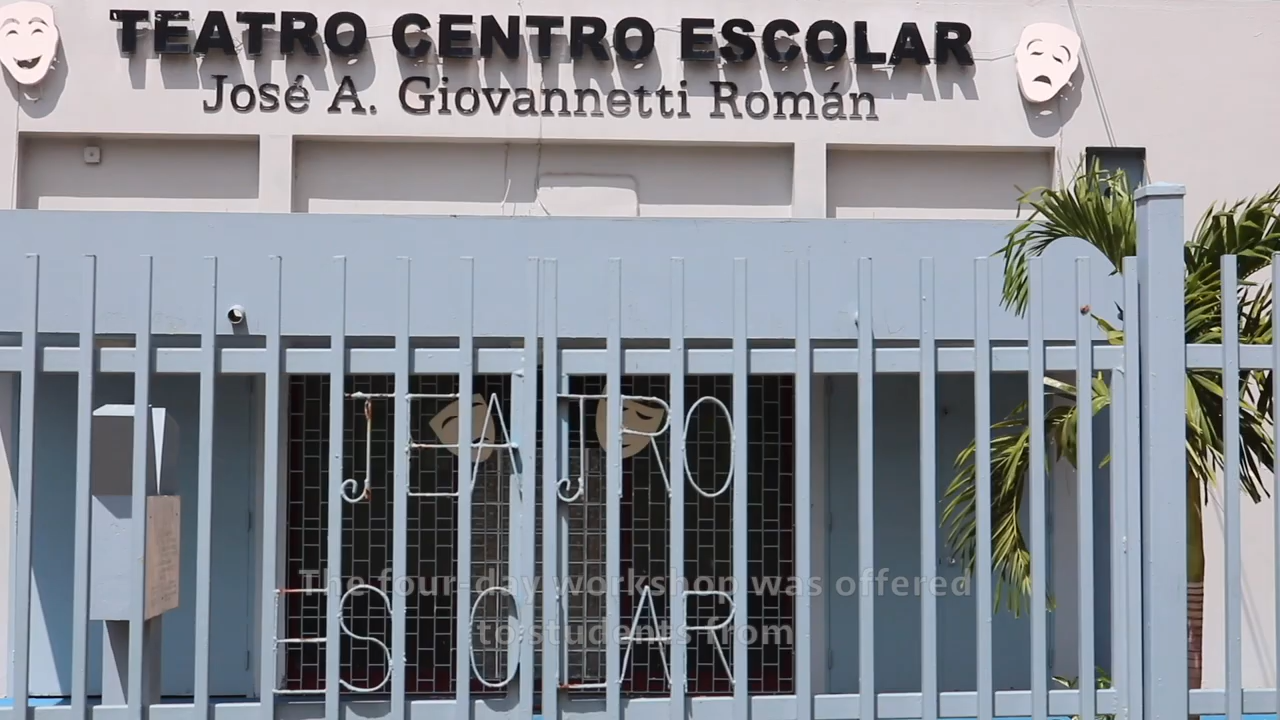 TEATRO CENTRO ESCOLAR
José A. Giovannetti Román
TEATRO
ESCOLAR
The four-day workshop was offered
to students from